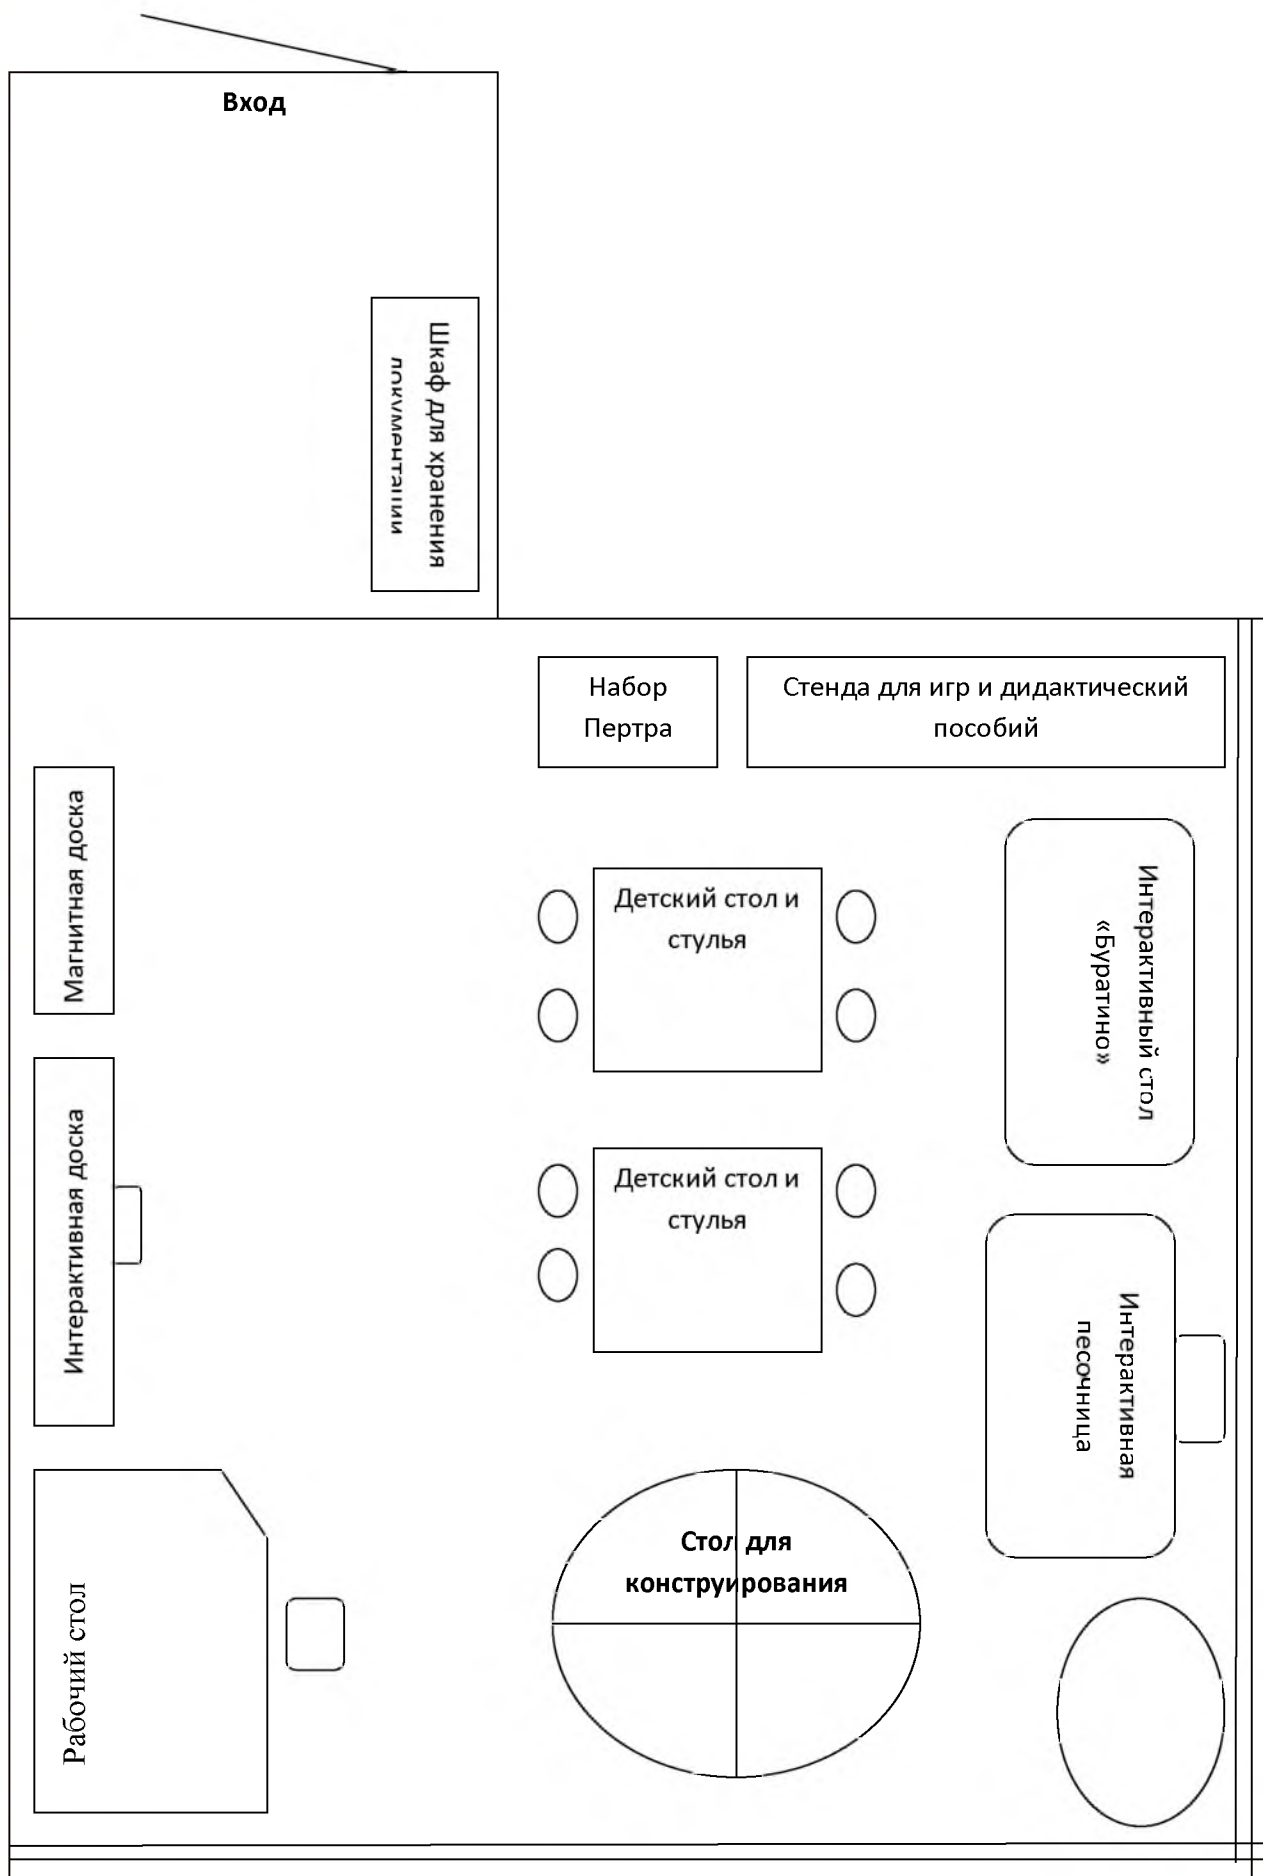 Вход
Шкаф для хранения
документации
Набор
Пертра
Стенда для игр и дидактический
пособий
Магнитная доска
Детский стол и
стулья
Интерактивный стол
«Буратино»
Интерактивная доска
Детский стол и
стулья
Интерактивная
песочница
Рабочий стол
Стол для
конструирования